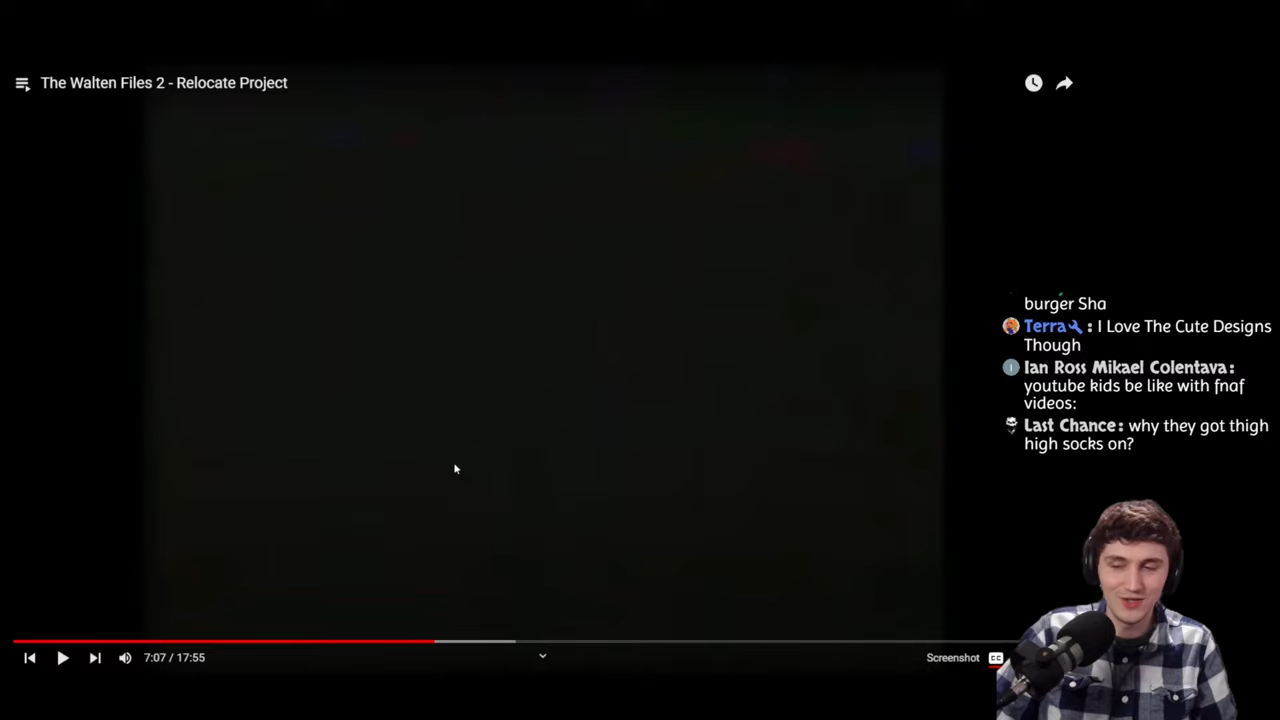 The Walten Files 2 - Relocate Project
burger Sha
Terra: I Love The Cute Designs
Though
Ian Ross Mikael Colentava:
youtube kids be like with fnaf
videos:
Last Chance: why they got thigh
high socks on?
7:07 / 17:55
Screenshot
CC